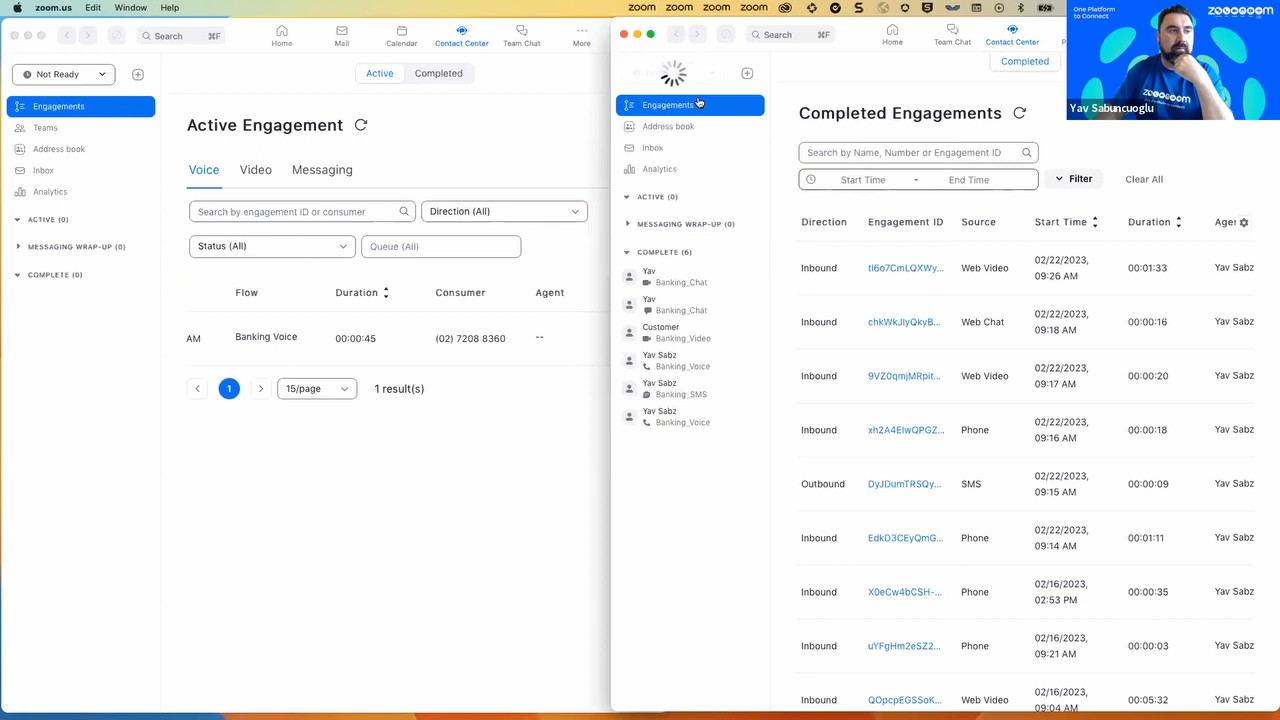 zoom.us Edit Window Help
zoom zoom zoom zoom
Search ⌘F
Home
Mail
Calendar
Contact Center
Team Chat
More
Not Ready
Active
Completed
Engagements
Teams
Address book
Inbox
Analytics
ACTIVE (0)
MESSAGING WRAP-UP (0)
COMPLETE (0)
Active Engagement
Voice Video Messaging
Search by engagement ID or consumer
Direction (All)
Status (All)
Queue (All)
Flow Duration Consumer Agent
AM Banking Voice 00:00:45 (02) 7208 8360 --
1
15/page
1 result(s)
Search ⌘F
Home
Team Chat
Contact Center
Completed
Engagements
Address book
Inbox
Analytics
ACTIVE (0)
MESSAGING WRAP-UP (0)
COMPLETE (6)
Yav
Banking_Chat
Yav
Banking_Chat
Customer
Banking_Video
Yav Sabz
Banking_Voice
Yav Sabz
Banking_SMS
Yav Sabz
Banking_Voice
Completed Engagements
Search by Name, Number or Engagement ID
Start Time - End Time
Filter
Clear All
Direction Engagement ID Source Start Time Duration Age
Inbound tI6o7CmLQXWy... Web Video 02/22/2023, 09:26 AM 00:01:33 Yav Sabz
Inbound chkWkJIyQkyB... Web Chat 02/22/2023, 09:18 AM 00:00:16 Yav Sabz
Inbound 9VZ0qmjMRpit... Web Video 02/22/2023, 09:17 AM 00:00:20 Yav Sabz
Inbound xh2A4EIwQPGZ... Phone 02/22/2023, 09:16 AM 00:00:18 Yav Sabz
Outbound DyJDumTRSQy... SMS 02/22/2023, 09:15 AM 00:00:09 Yav Sabz
Inbound EdkD3CEyQmG... Phone 02/22/2023, 09:14 AM 00:01:11 Yav Sabz
Inbound X0eCw4bCSH-... Phone 02/16/2023, 02:53 PM 00:00:35 Yav Sabz
Inbound uYFgHm2eSZ2... Phone 02/16/2023, 09:21 AM 00:00:03 Yav Sabz
Inbound QOpcpEGSSoK... Web Video 02/16/2023, 09:04 AM 00:05:32 Yav Sabz
One Platform
to Connect
zoooooom
zoooooom
Yav Sabuncuoglu